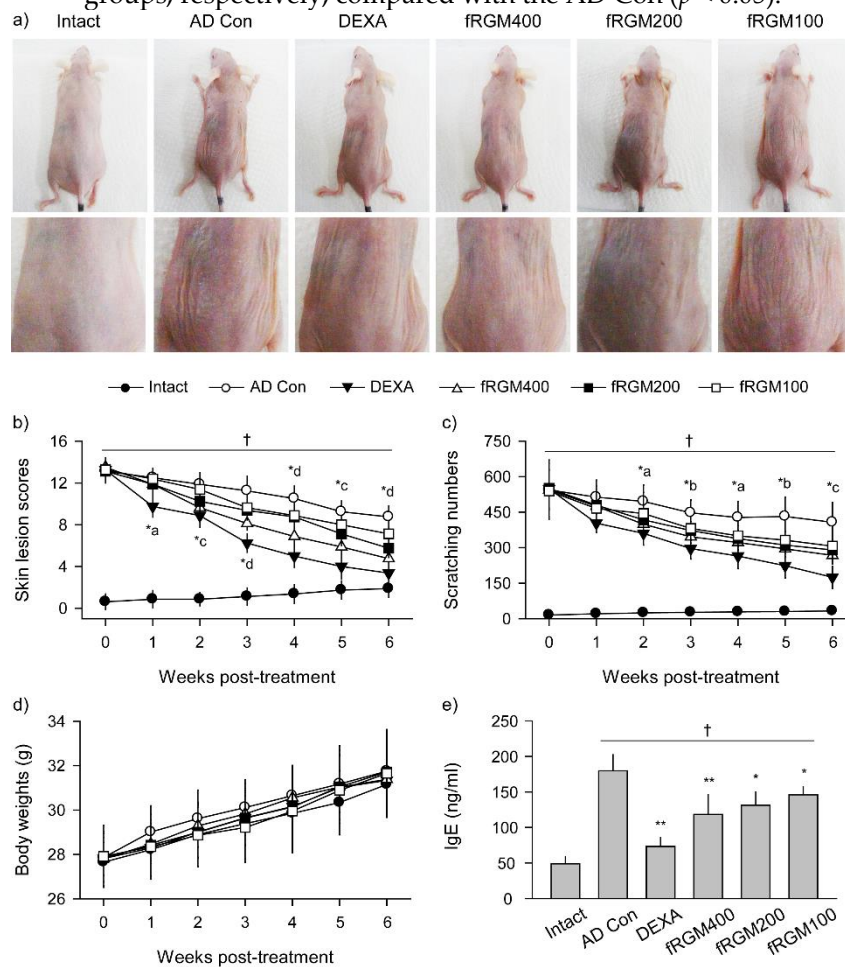 groups, respectively, compared with the AD Con (p < 0.05).
a) Intact AD Con DEXA fRGM400 fRGM200 fRGM100
Intact AD Con DEXA fRGM400 fRGM200 fRGM100
b)
†
16
12
8
4
0
Skin lesion scores
*a
*c
*d
*d
*c
*d
0 1 2 3 4 5 6
Weeks post-treatment
c)
†
750
600
450
300
150
0
Scratching numbers
*a
*b
*a
*b
*c
0 1 2 3 4 5 6
Weeks post-treatment
d)
34
32
30
28
26
Body weights (g)
0 1 2 3 4 5 6
Weeks post-treatment
e)
†
250
200
150
100
50
0
IgE (ng/ml)
**
**
*
*
Intact AD Con DEXA fRGM400 fRGM200 fRGM100